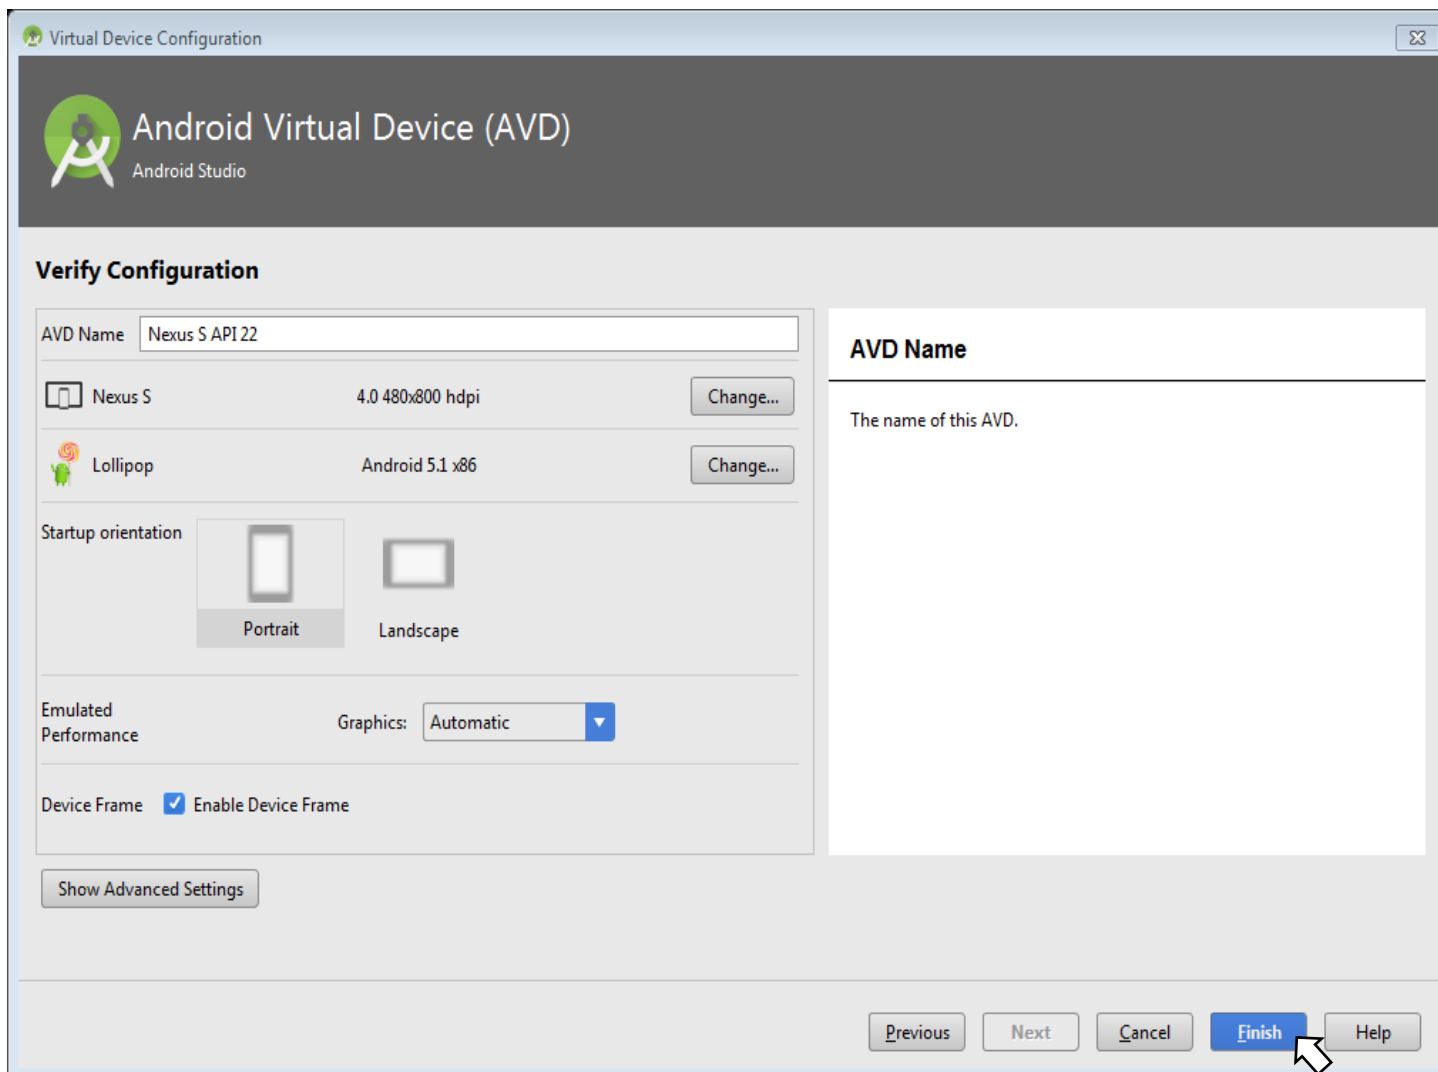 Virtual Device Configuration
Android Virtual Device (AVD)
Android Studio
Verify Configuration
AVD Name Nexus S API 22
Nexus S 4.0 480x800 hdpi Change...
Lollipop Android 5.1 x86 Change...
Startup orientation
Portrait Landscape
Emulated
Performance
Graphics: Automatic
Device Frame Enable Device Frame
Show Advanced Settings
AVD Name
The name of this AVD.
Previous Next Cancel Finish Help